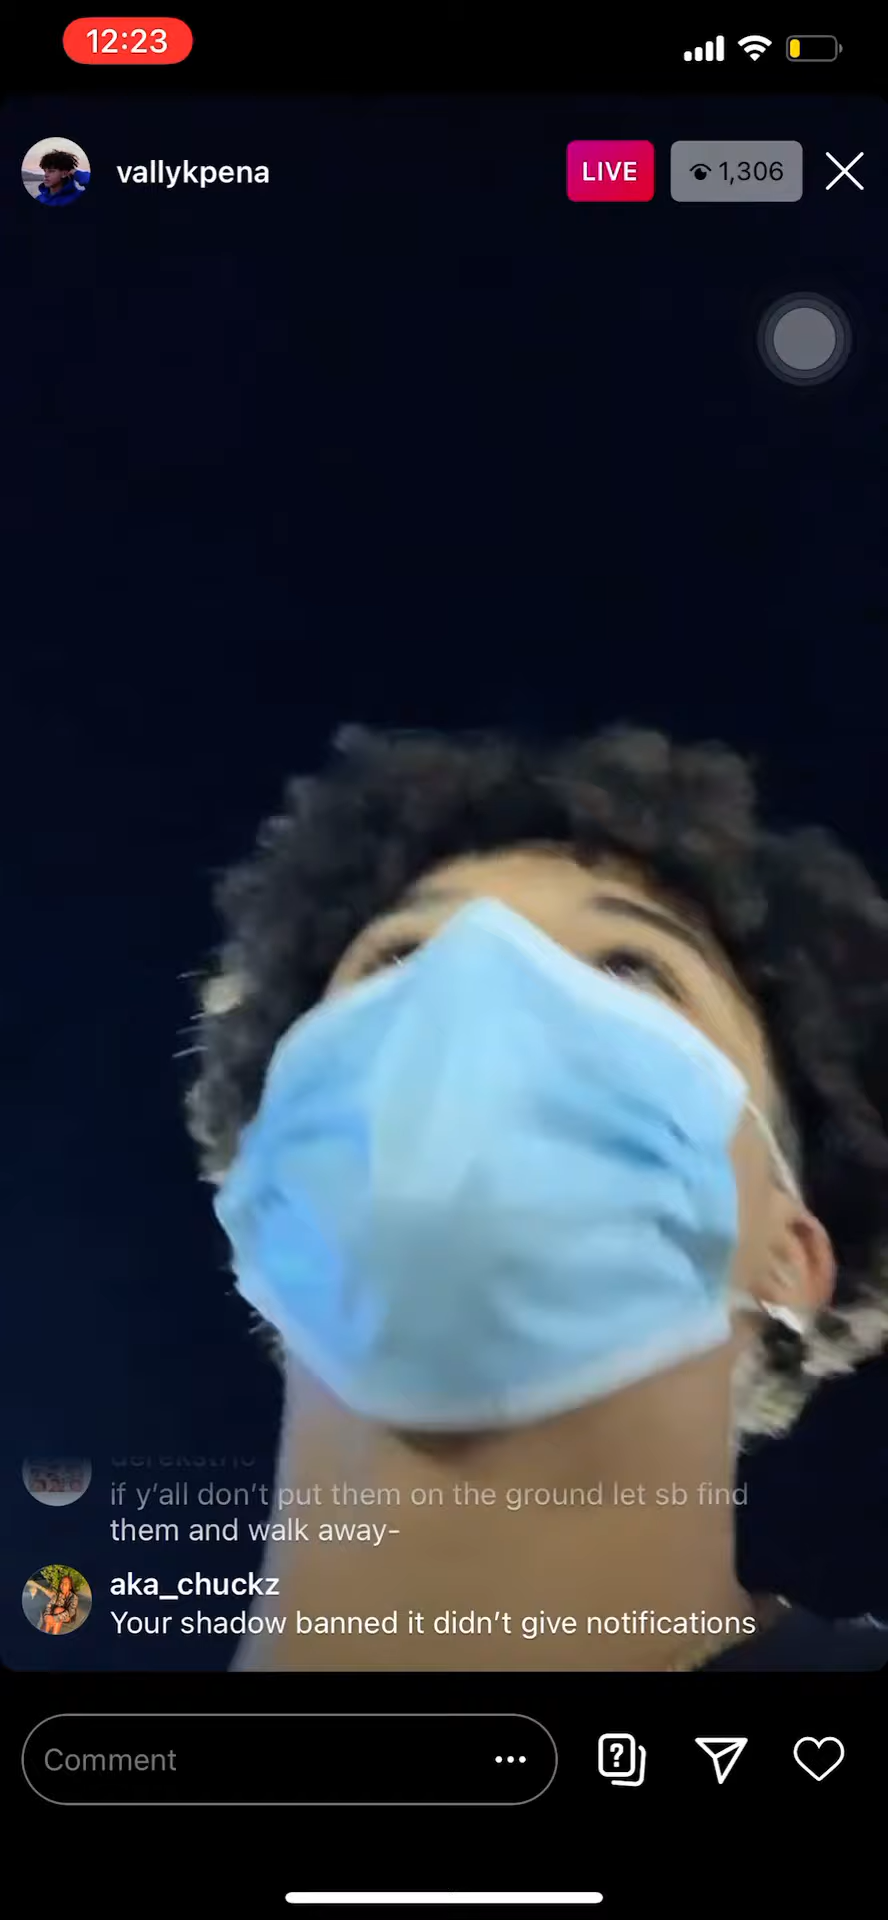 12:23
vallykpena
LIVE
1,306
if y'all don't put them on the ground let sb find
them and walk away-
aka_chuckz
Your shadow banned it didn't give notifications
Comment